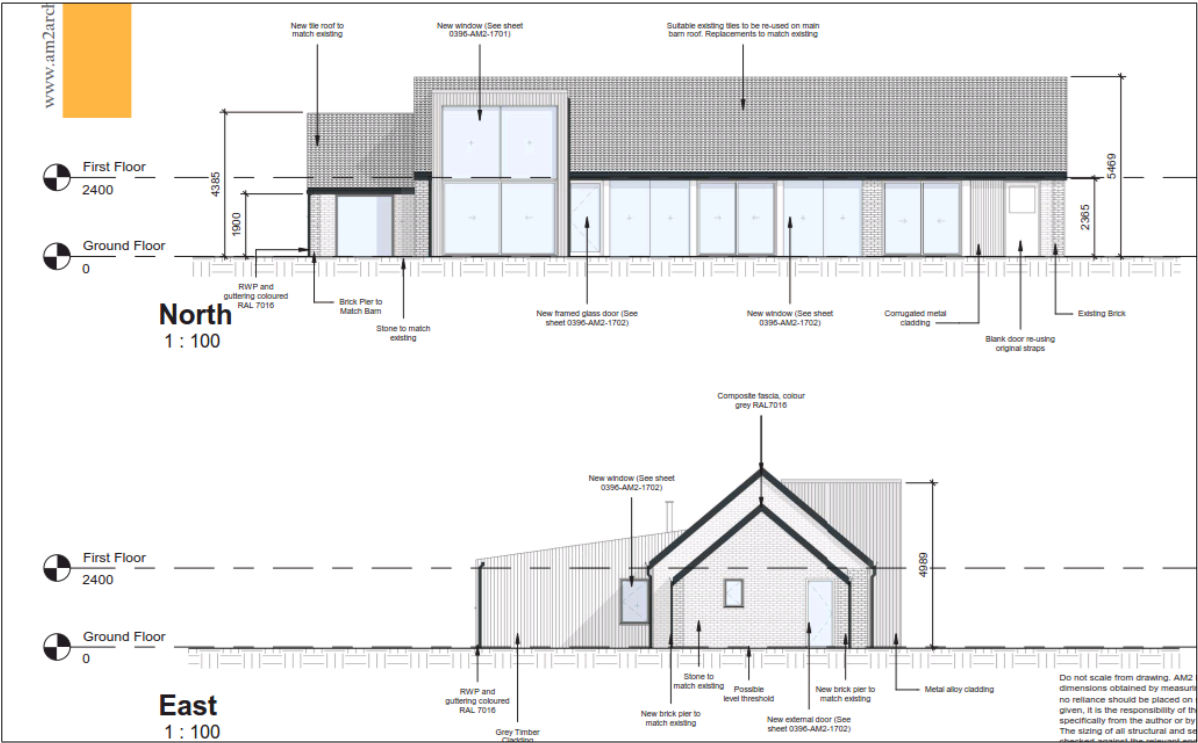 www.am2arch
New tile roof to
match existing
New window (See sheet
0396-AM2-1701)
Suitable existing tiles to be re-used on main
barn roof. Replacements to match existing
First Floor
2400
Ground Floor
0
4385
1900
5469
2365
RWP and
guttering coloured
RAL 7016
Brick Pier to
Match Barn
Stone to match
existing
New framed glass door (See
sheet 0396-AM2-1702)
New window (See sheet
0396-AM2-1702)
Corrugated metal
cladding
Blank door re-using
original straps
Existing Brick
North
1 : 100
Composite fascia, colour
grey RAL7016
New window (See sheet
0396-AM2-1702)
First Floor
2400
Ground Floor
0
4989
RWP and
guttering coloured
RAL 7016
Grey Timber
Cladding
New brick pier to
match existing
Stone to
match existing
Possible
level threshold
New external door (See
sheet 0396-AM2-1702)
New brick pier to
match existing
Metal alloy cladding
East
1 : 100
Do not scale from drawing. AM2
dimensions obtained by measuri
no reliance should be placed on
given, it is the responsibility of th
specifically from the author or by
The sizing of all structural and se
checked against the relevant